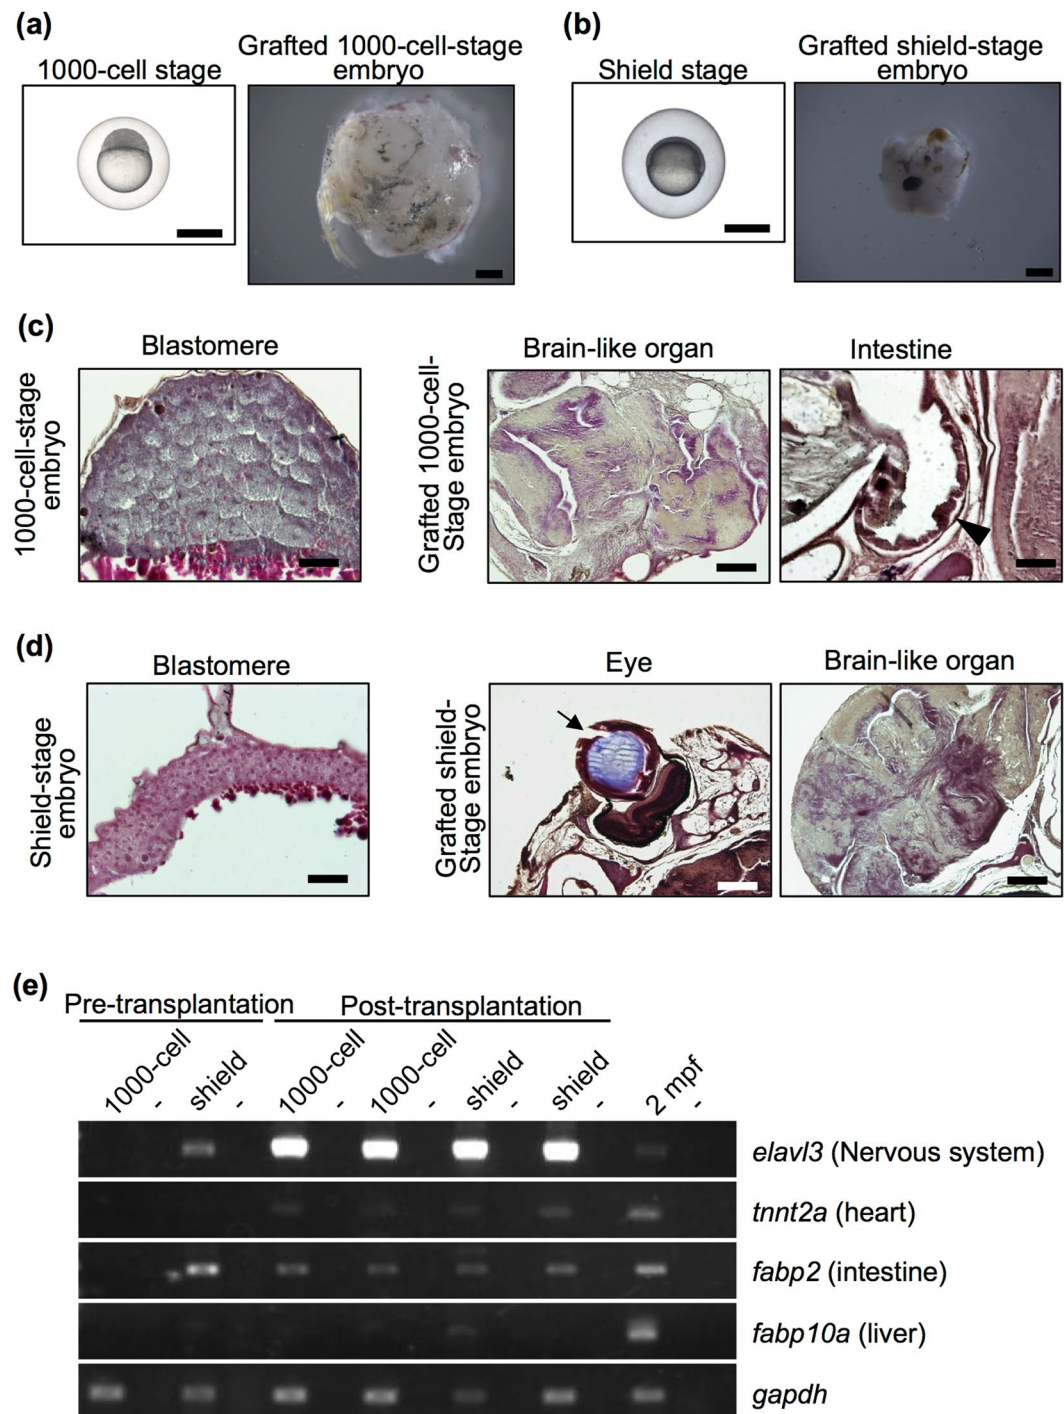 (a)
1000-cell stage
Grafted 1000-cell-stage
embryo
(b)
Shield stage
Grafted shield-stage
embryo
(c)
1000-cell-stage
embryo
Blastomere
Grafted 1000-cell-
Stage embryo
Brain-like organ
Intestine
(d)
Shield-stage
embryo
Blastomere
Grafted shield-
Stage embryo
Eye
Brain-like organ
(e)
Pre-transplantation
Post-transplantation
1000-cell
-
shield
-
1000-cell
-
1000-cell
-
shield
-
shield
-
2 mpf
-
elavl3 (Nervous system)
tnnt2a (heart)
fabp2 (intestine)
fabp10a (liver)
gapdh